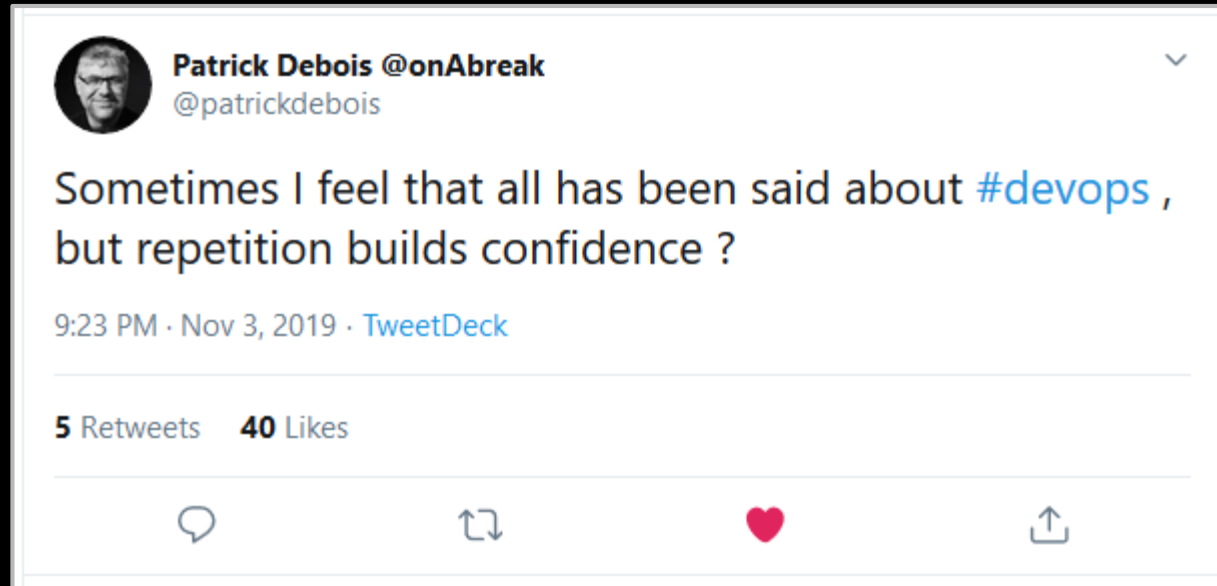 Patrick Debois @onAbreak
@patrickdebois
Sometimes I feel that all has been said about #devops ,
but repetition builds confidence ?
9:23 PM · Nov 3, 2019 · TweetDeck
5 Retweets 40 Likes